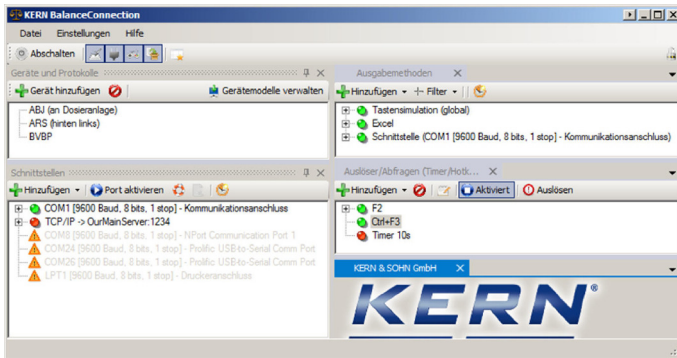 KERN BalanceConnection
Datei Einstellungen Hilfe
Abschalten
Geräte und Protokolle
Gerät hinzufügen Gerätemodelle verwalten
ABJ (an Dosieranlage)
ARS (hinten links)
BVBP
Ausgabemethoden
Hinzufügen Filter
Tastensimulation (global)
Excel
Schnittstelle (COM1 [9600 Baud, 8 bits, 1 stop] - Kommunikationsanschluss)
Schnittstellen
Hinzufügen Port aktivieren
COM1 [9600 Baud, 8 bits, 1 stop] - Kommunikationsanschluss
TCP/IP -> OurMainServer:1234
COM8 [9600 Baud, 8 bits, 1 stop] - NPort Communication Port 1
COM24 [9600 Baud, 8 bits, 1 stop] - Prolific USB-to-Serial Comm Port
COM26 [9600 Baud, 8 bits, 1 stop] - Prolific USB-to-Serial Comm Port
LPT1 [9600 Baud, 8 bits, 1 stop] - Druckeranschluss
Auslöser/Abfragen (Timer/Hotk...
Hinzufügen Aktiviert Auslösen
F2
Ctrl+F3
Timer 10s
KERN & SOHN GmbH
KERN®